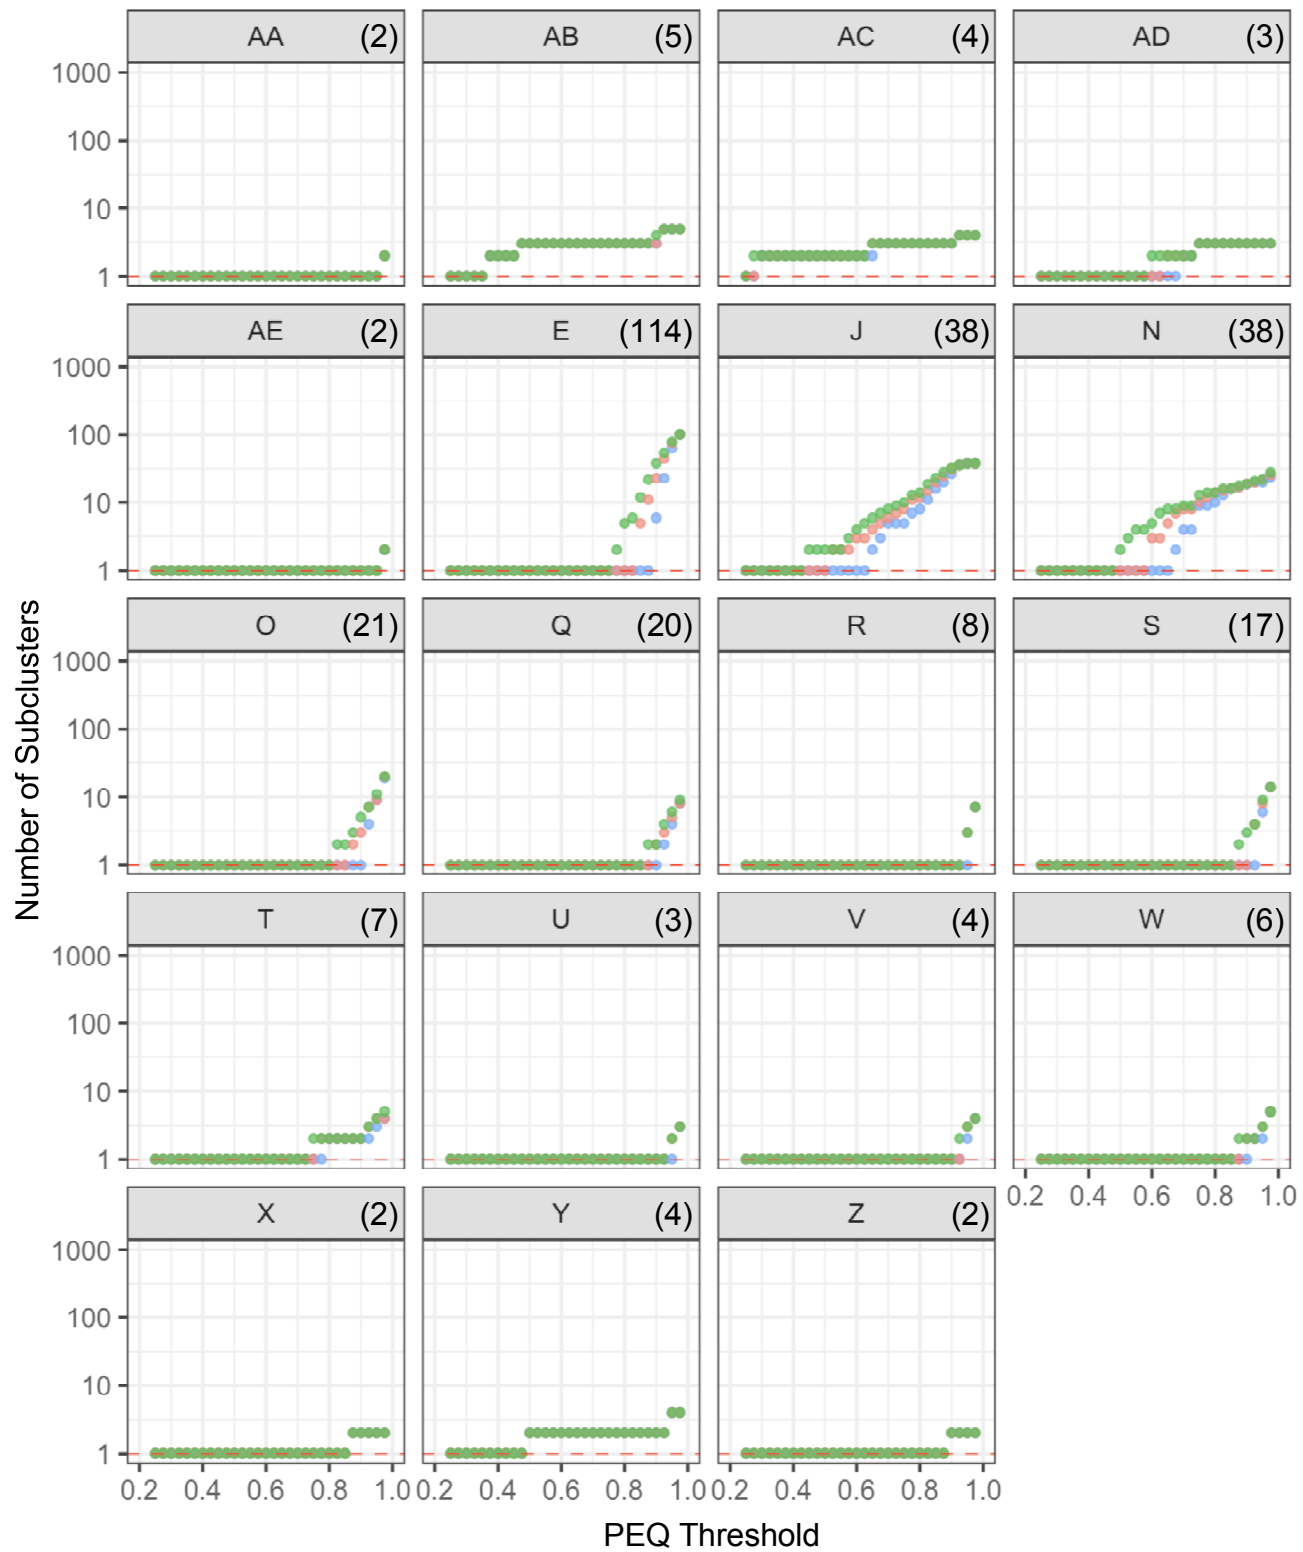 AA (2) AB (5) AC (4) AD (3)
1000
100
10
1
AE (2) E (114) J (38) N (38)
1000
100
10
1
O (21) Q (20) R (8) S (17)
1000
100
10
1
T (7) U (3) V (4) W (6)
1000
100
10
1
0.2 0.4 0.6 0.8 1.0
X (2) Y (4) Z (2)
1000
100
10
1
0.2 0.4 0.6 0.8 1.0 0.2 0.4 0.6 0.8 1.0 0.2 0.4 0.6 0.8 1.0
PEQ Threshold
Number of Subclusters